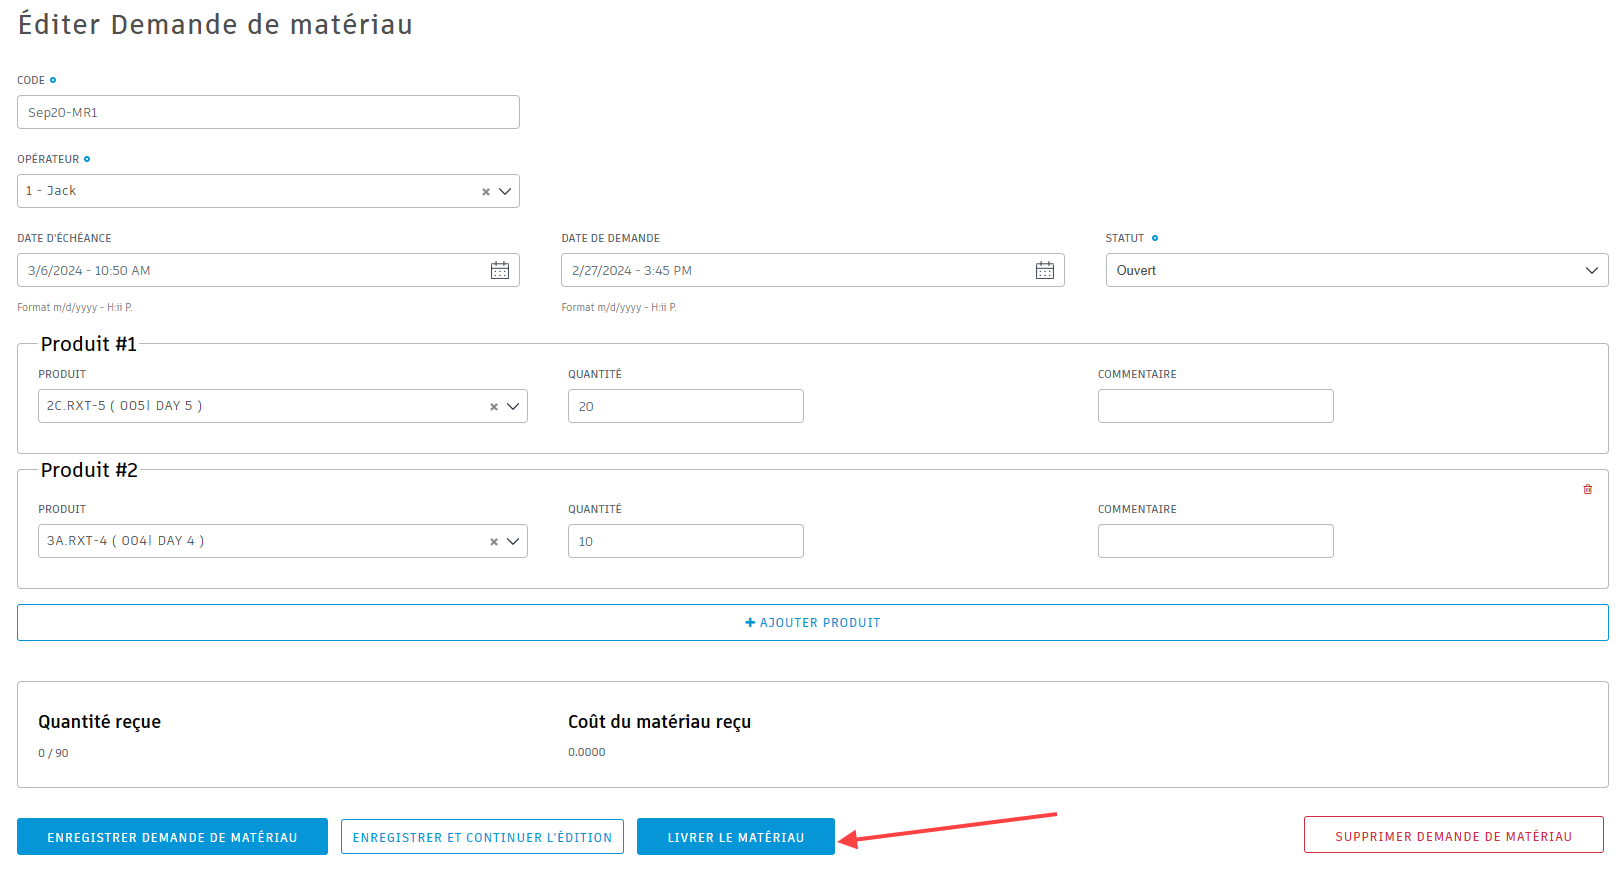 Éditer Demande de matériau
CODE
Sep20-MR1
OPÉRATEUR
1 - Jack
DATE D'ÉCHÉANCE
3/6/2024 - 10:50 AM
Format m/d/yyyy - H:ii P.
DATE DE DEMANDE
2/27/2024 - 3:45 PM
Format m/d/yyyy - H:ii P.
STATUT
Ouvert
Produit #1
PRODUIT
2C.RXT-5 ( 005| DAY 5 )
QUANTITÉ
20
COMMENTAIRE
Produit #2
PRODUIT
3A.RXT-4 ( 004| DAY 4 )
QUANTITÉ
10
COMMENTAIRE
+ AJOUTER PRODUIT
Quantité reçue
0 / 90
Coût du matériau reçu
0.0000
ENREGISTRER DEMANDE DE MATÉRIAU
ENREGISTRER ET CONTINUER L'ÉDITION
LIVRER LE MATÉRIAU
SUPPRIMER DEMANDE DE MATÉRIAU